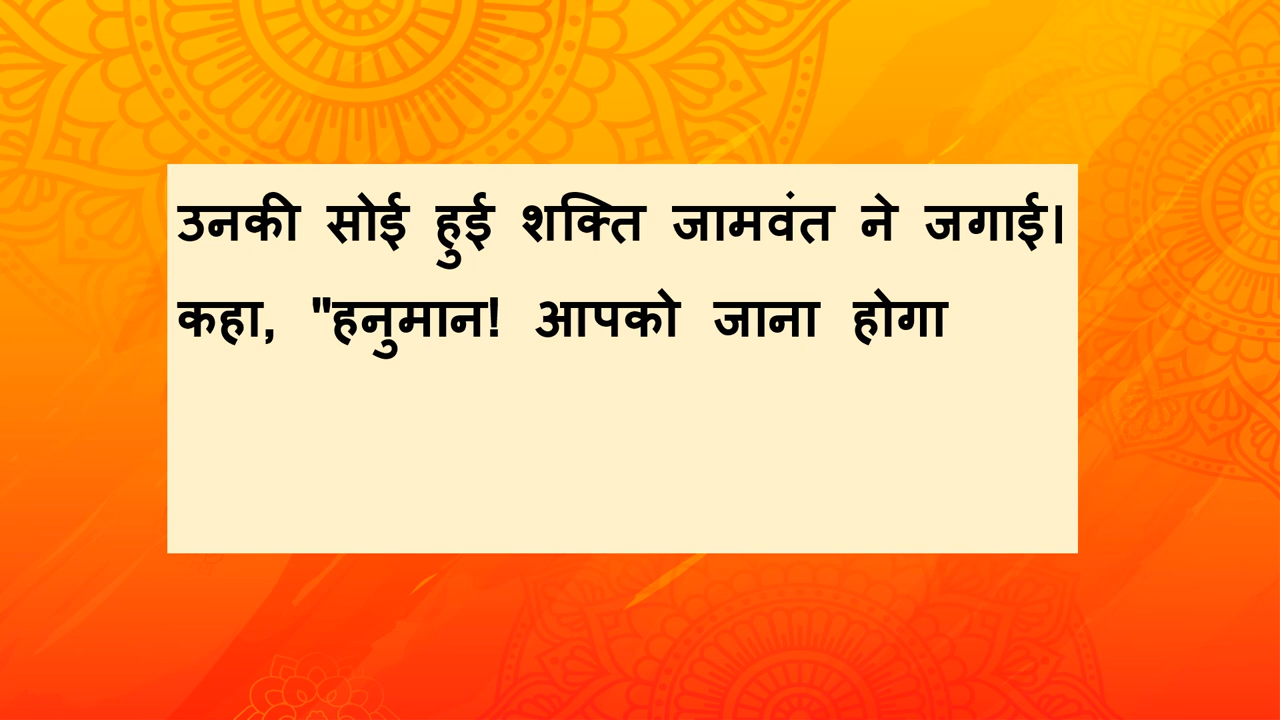 उनकी सोई हुई शक्ति जामवंत ने जगाई।
कहा, "हनुमान! आपको जाना होगा